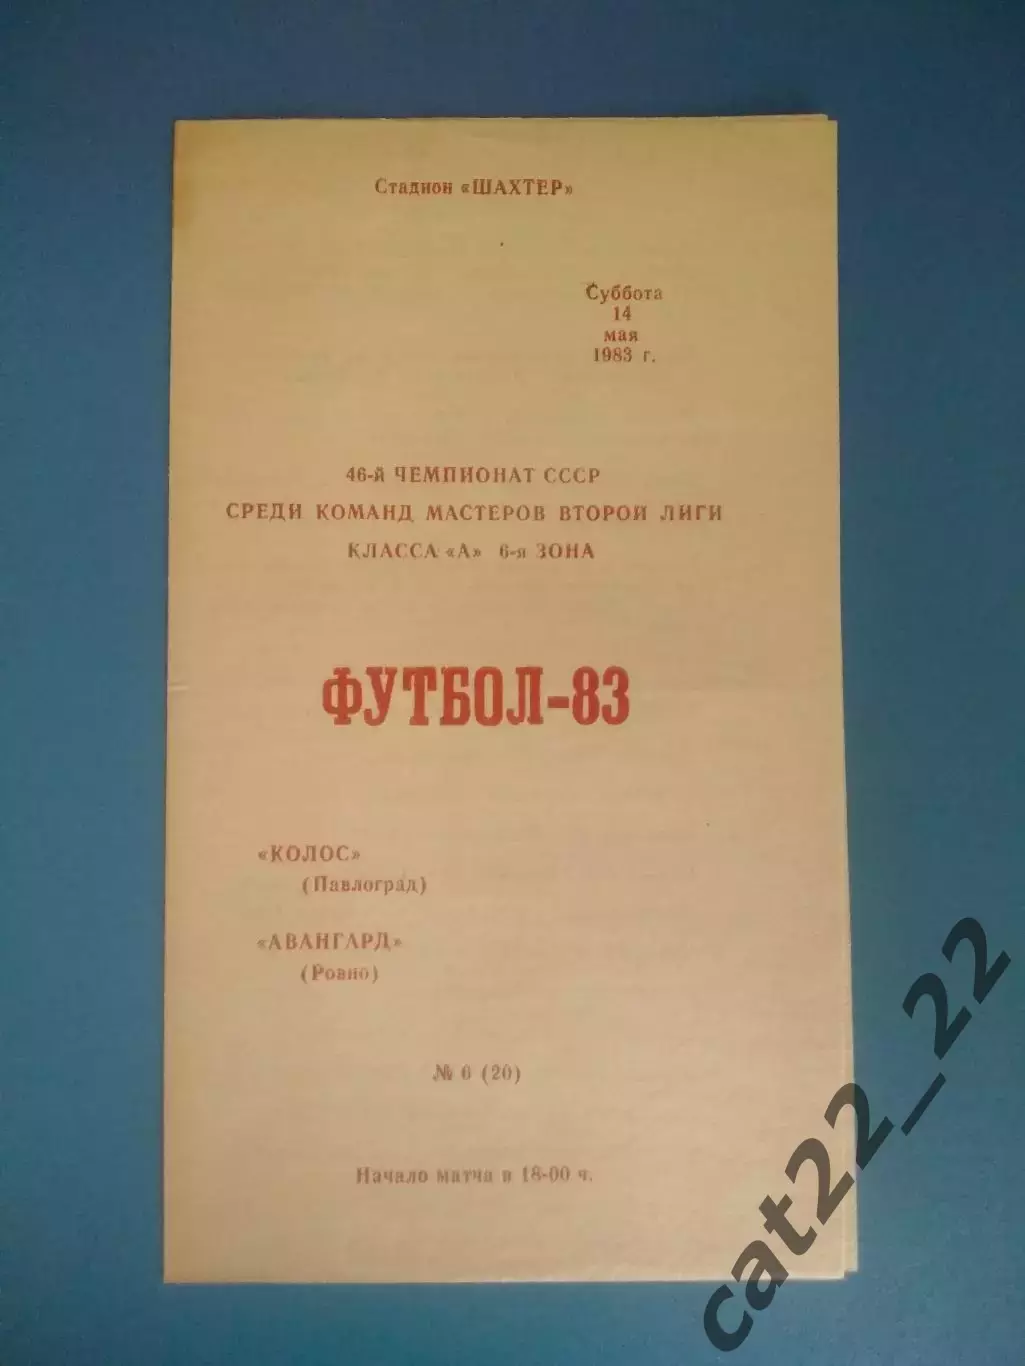 Стадион «ШАХТЕР»
Суббота
14
мая
1983 г.
46-й ЧЕМПИОНАТ СССР
СРЕДИ КОМАНД МАСТЕРОВ ВТОРОЙ ЛИГИ
КЛАССА «А» 6-я ЗОНА
ФУТБОЛ-83
«КОЛОС»
(Павлоград)
«АВАНГАРД»
(Ровно)
№ 6 (20)
Начало матча в 18-00 ч.
cat22_22